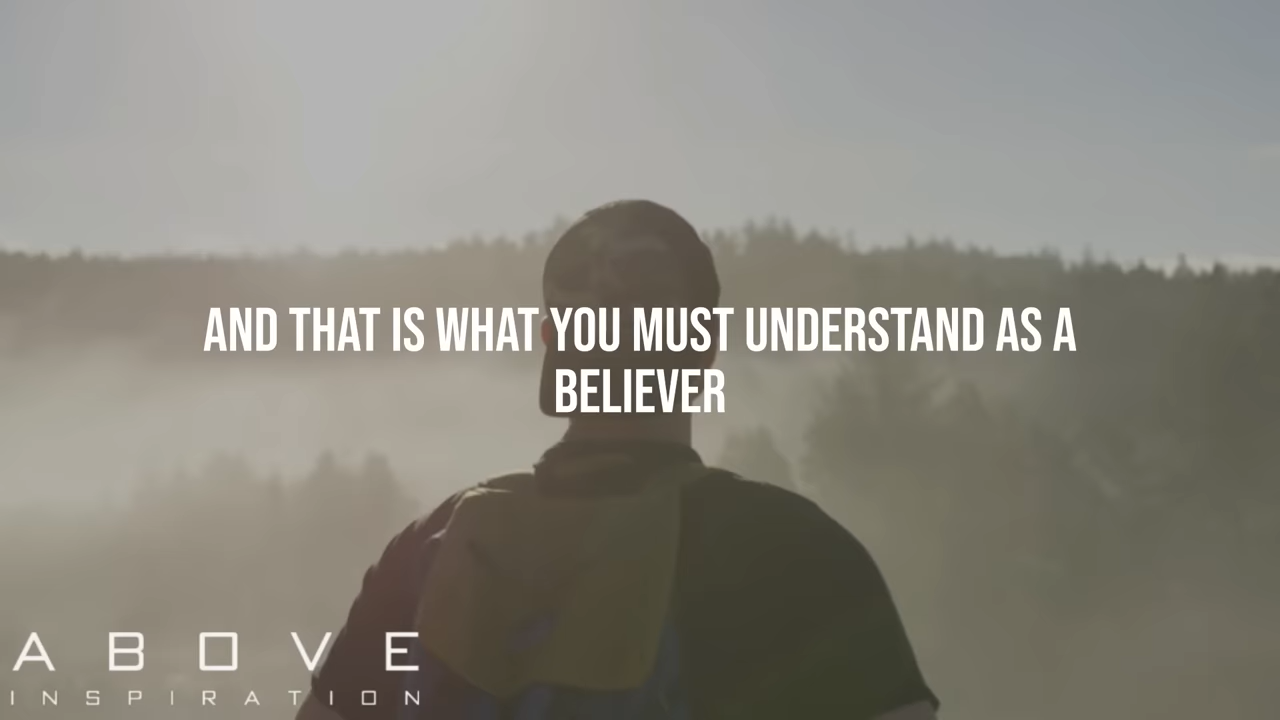 AND THAT IS WHAT YOU MUST UNDERSTAND AS A
BELIEVER
ABOVE
INSPIRATION